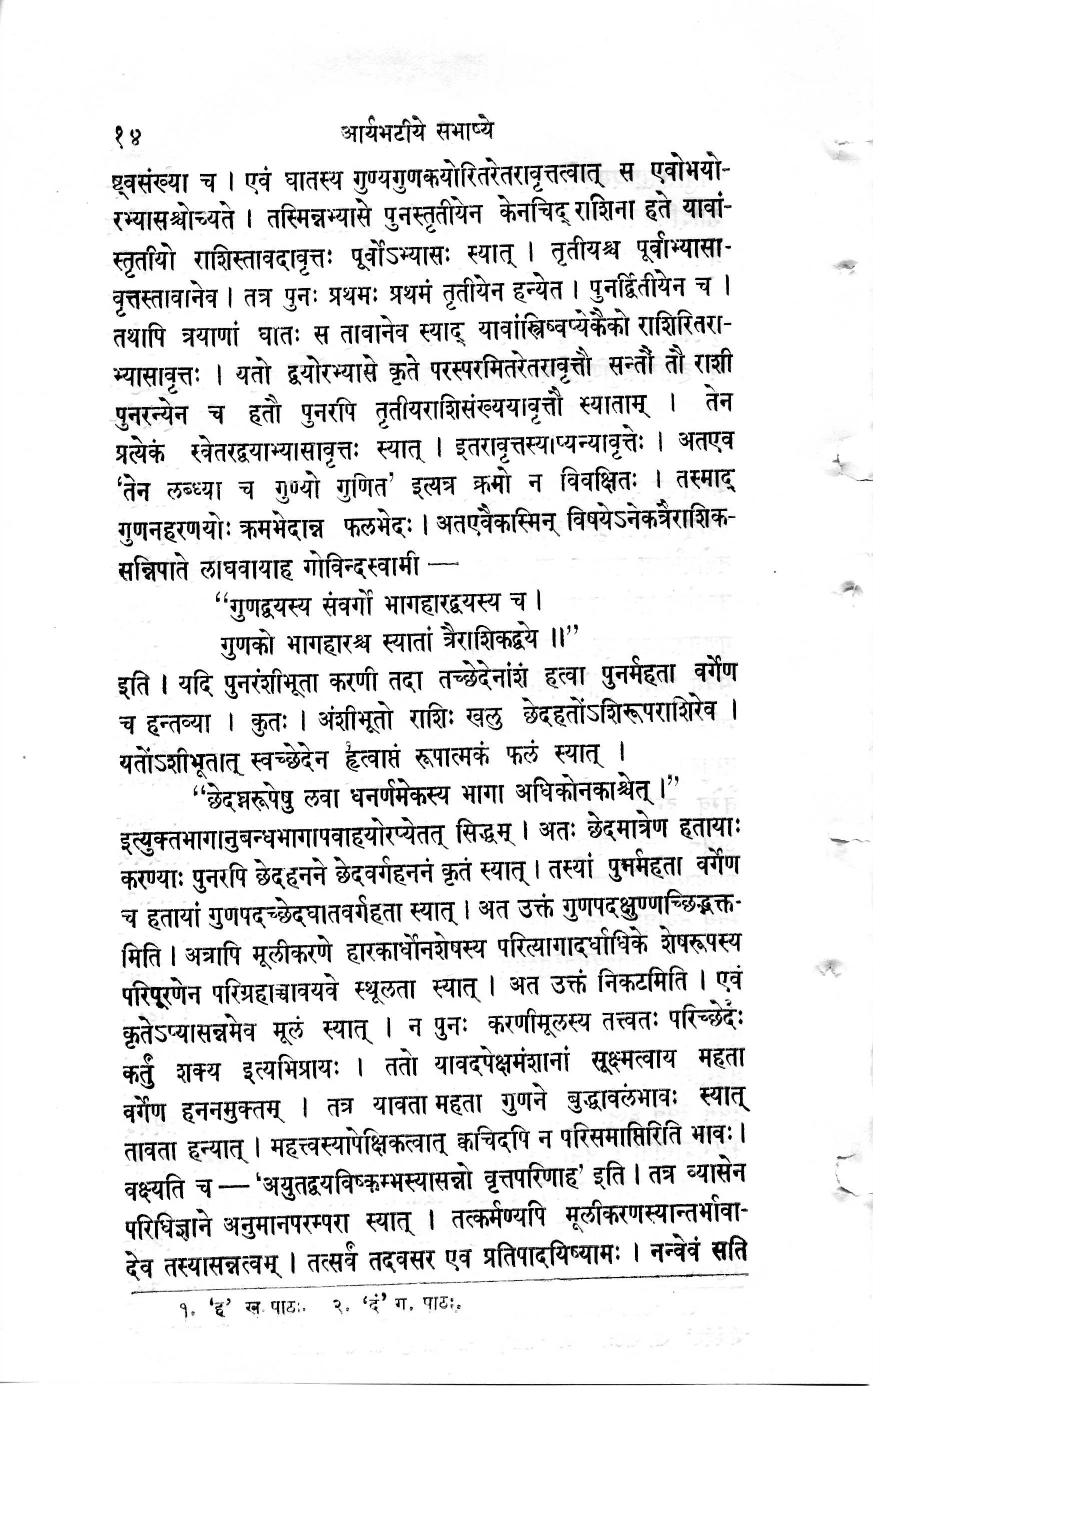 १४ आर्यभटीये सभाष्ये
ष्ट्वसंख्या च । एवं घातस्य गुण्यगुणकयोरितरेतरावृत्तत्वात् स एवोभयो-
रभ्यासश्चोच्यते । तस्मिन्नभ्यासे पुनस्तृतीयेन केनचिद् राशिना हते यावां-
स्तृतीयो राशिस्तावदावृत्तः पूर्वोऽभ्यासः स्यात् । तृतीयश्च पूर्वाभ्यासा-
वृत्तस्तावानेव । तत्र पुनः प्रथमः प्रथमं तृतीयेन हन्येत । पुनर्द्वितीयेन च ।
तथापि त्रयाणां घातः स तावानेव स्याद् यावांस्त्रिष्वप्येकैको राशिरितरा-
भ्यासावृत्तः । यतो द्वयोरभ्यासे कृते परस्परमितरेतरावृत्तौ सन्तौ तौ राशी
पुनरन्येन च हतौ पुनरपि तृतीयराशिसंख्ययावृत्तौ स्याताम् । तेन
प्रत्येकं स्वेतरद्वयाभ्यासावृत्तः स्यात् । इतरावृत्तस्याप्यन्यावृत्तेः । अतएव
‘तेन लब्ध्या च गुण्यो गुणित’ इत्यत्र क्रमो न विवक्षितः । तस्माद्
गुणनहरणयोः क्रमभेदान्न फलभेदः । अतएवैकस्मिन् विषयेऽनेकत्रैराशिक-
सन्निपाते लाघवायाह गोविन्दस्वामी —
“गुणद्वयस्य संवर्गो भागहारद्वयस्य च ।
गुणको भागहारश्च स्यातां त्रैराशिकद्वये ॥”
इति । यदि पुनरंशीभूता करणी तदा तच्छेदेनांशं हत्वा पुनर्महता वर्गेण
च हन्तव्या । कुतः । अंशीभूतो राशिः खलु छेदहतोंऽशिरूपराशिरेव ।
यतोंऽशीभूतात् स्वच्छेदेन हृत्वाप्तं रूपात्मकं फलं स्यात् ।
“छेदघ्नरूपेषु लवा धनर्णमेकस्य भागा अधिकोनकाश्चेत् ।”
इत्युक्तभागानुबन्धभागापवाहयोरप्येतत् सिद्धम् । अतः छेदमात्रेण हतायाः
करण्याः पुनरपि छेदहनने छेदवर्गहननं कृतं स्यात् । तस्यां पुनर्महता वर्गेण
च हतायां गुणपदच्छेदघातवर्गहता स्यात् । अत उक्तं गुणपदक्षुण्णच्छिद्भक्त-
मिति । अत्रापि मूलीकरणे हारकार्धोनशेषस्य परित्यागादर्धाधिके शेषरूपस्य
परिपूरणेन परिग्रहाच्चावयवे स्थूलता स्यात् । अत उक्तं निकटमिति । एवं
कृतेऽप्यासन्नमेव मूलं स्यात् । न पुनः करणीमूलस्य तत्त्वतः परिच्छेदः
कर्तुं शक्य इत्यभिप्रायः । ततो यावदपेक्षमंशानां सूक्ष्मत्वाय महता
वर्गेण हननमुक्तम् । तत्र यावता महता गुणने बुद्धावलंभावः स्यात्
तावता हन्यात् । महत्त्वस्यापेक्षिकत्वात् क्वचिदपि न परिसमाप्तिरिति भावः ।
वक्ष्यति च — ‘अयुतद्वयविष्कम्भस्यासन्नो वृत्तपरिणाह’ इति । तत्र व्यासेन
परिधिज्ञाने अनुमानपरम्परा स्यात् । तत्कर्मण्यपि मूलीकरणस्यान्तर्भावा-
देव तस्यासन्नत्वम् । तत्सर्वं तदवसर एव प्रतिपादयिष्यामः । नन्वेवं सति
१. ‘ह’ ख. पाठः. २. ‘दं’ ग. पाठः.